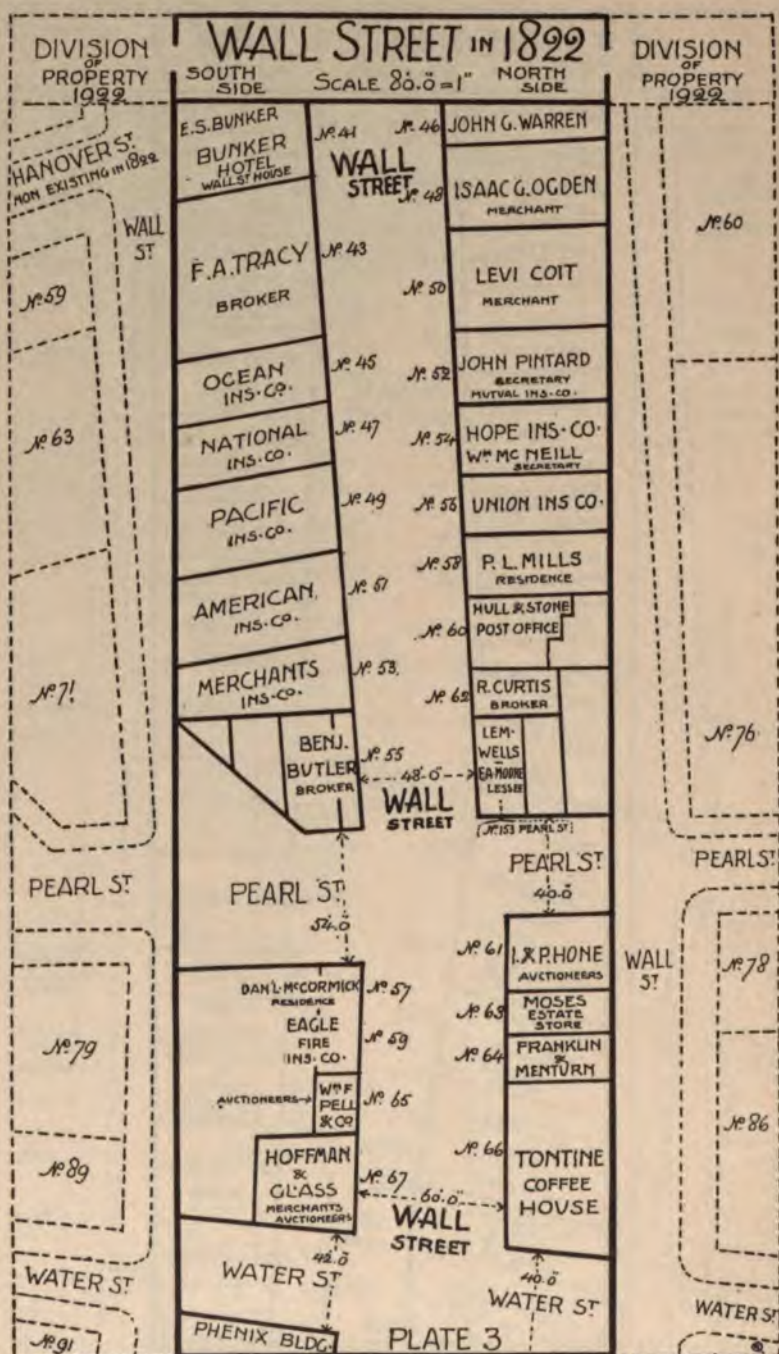 WALL STREET IN 1822
SOUTH SIDE
SCALE 80.0=1"
NORTH SIDE
DIVISION
OF
PROPERTY
1922
HANOVER ST.
NON EXISTING IN 1822
WALL
ST.
No. 59
No. 63
No. 71
PEARL ST.
No. 79
No. 89
WATER ST.
No. 91
E.S. BUNKER
BUNKER
HOTEL
WALL ST HOUSE
No. 41
F.A. TRACY
BROKER
No. 43
OCEAN
INS. CO.
No. 45
NATIONAL
INS. CO.
No. 47
PACIFIC
INS. CO.
No. 49
AMERICAN
INS. CO.
No. 51
MERCHANTS
INS. CO.
No. 53
BENJ.
BUTLER
BROKER
No. 55
PEARL ST.
54.0
DAN'L McCORMICK
RESIDENCE
No. 57
EAGLE
FIRE
INS. CO.
No. 59
AUCTIONEERS
Wm F
PELL
& CO
No. 65
HOFFMAN
&
GLASS
MERCHANTS
AUCTIONEERS
No. 67
42.0
WATER ST.
PHENIX BLDG.
WALL
STREET
48.0
WALL
STREET
60.0
WALL
STREET
PLATE 3
No. 46
JOHN G. WARREN
No. 48
ISAAC G. OGDEN
MERCHANT
No. 50
LEVI COIT
MERCHANT
No. 52
JOHN PINTARD
SECRETARY
MUTVAL INS. CO.
No. 54
HOPE INS. CO.
Wm McNEILL
SECRETARY
No. 56
UNION INS CO.
No. 58
P. L. MILLS
RESIDENCE
No. 60
HULL & STONE
POST OFFICE
No. 62
R. CURTIS
BROKER
LEM.
WELLS
E.A. MOORE
LESSEE
(No. 153 PEARL ST)
PEARL ST.
40.0
No. 61
I. & P. HONE
AUCTIONEERS
No. 63
MOSES
ESTATE
STORE
No. 64
FRANKLIN
&
MENTURN
No. 66
TONTINE
COFFEE
HOUSE
40.0
WATER ST
DIVISION
OF
PROPERTY
1922
No. 60
No. 76
PEARL ST
WALL
ST.
No. 78
No. 86
WATER ST